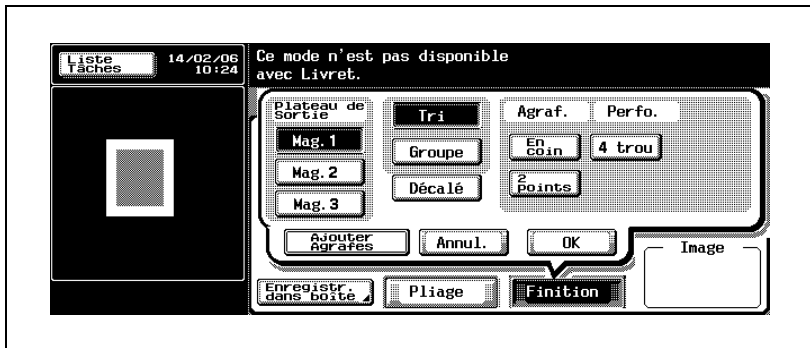 Liste
Tâches
14/02/06
10:24
Ce mode n'est pas disponible
avec Livret.
Plateau de
Sortie
Mag.1
Mag.2
Mag.3
Tri
Groupe
Décalé
Agraf.
Perfo.
En
coin
4 trou
2
points
Ajouter
Agrafes
Annul.
OK
Image
Enregistr.
dans boîte
Pliage
Finition